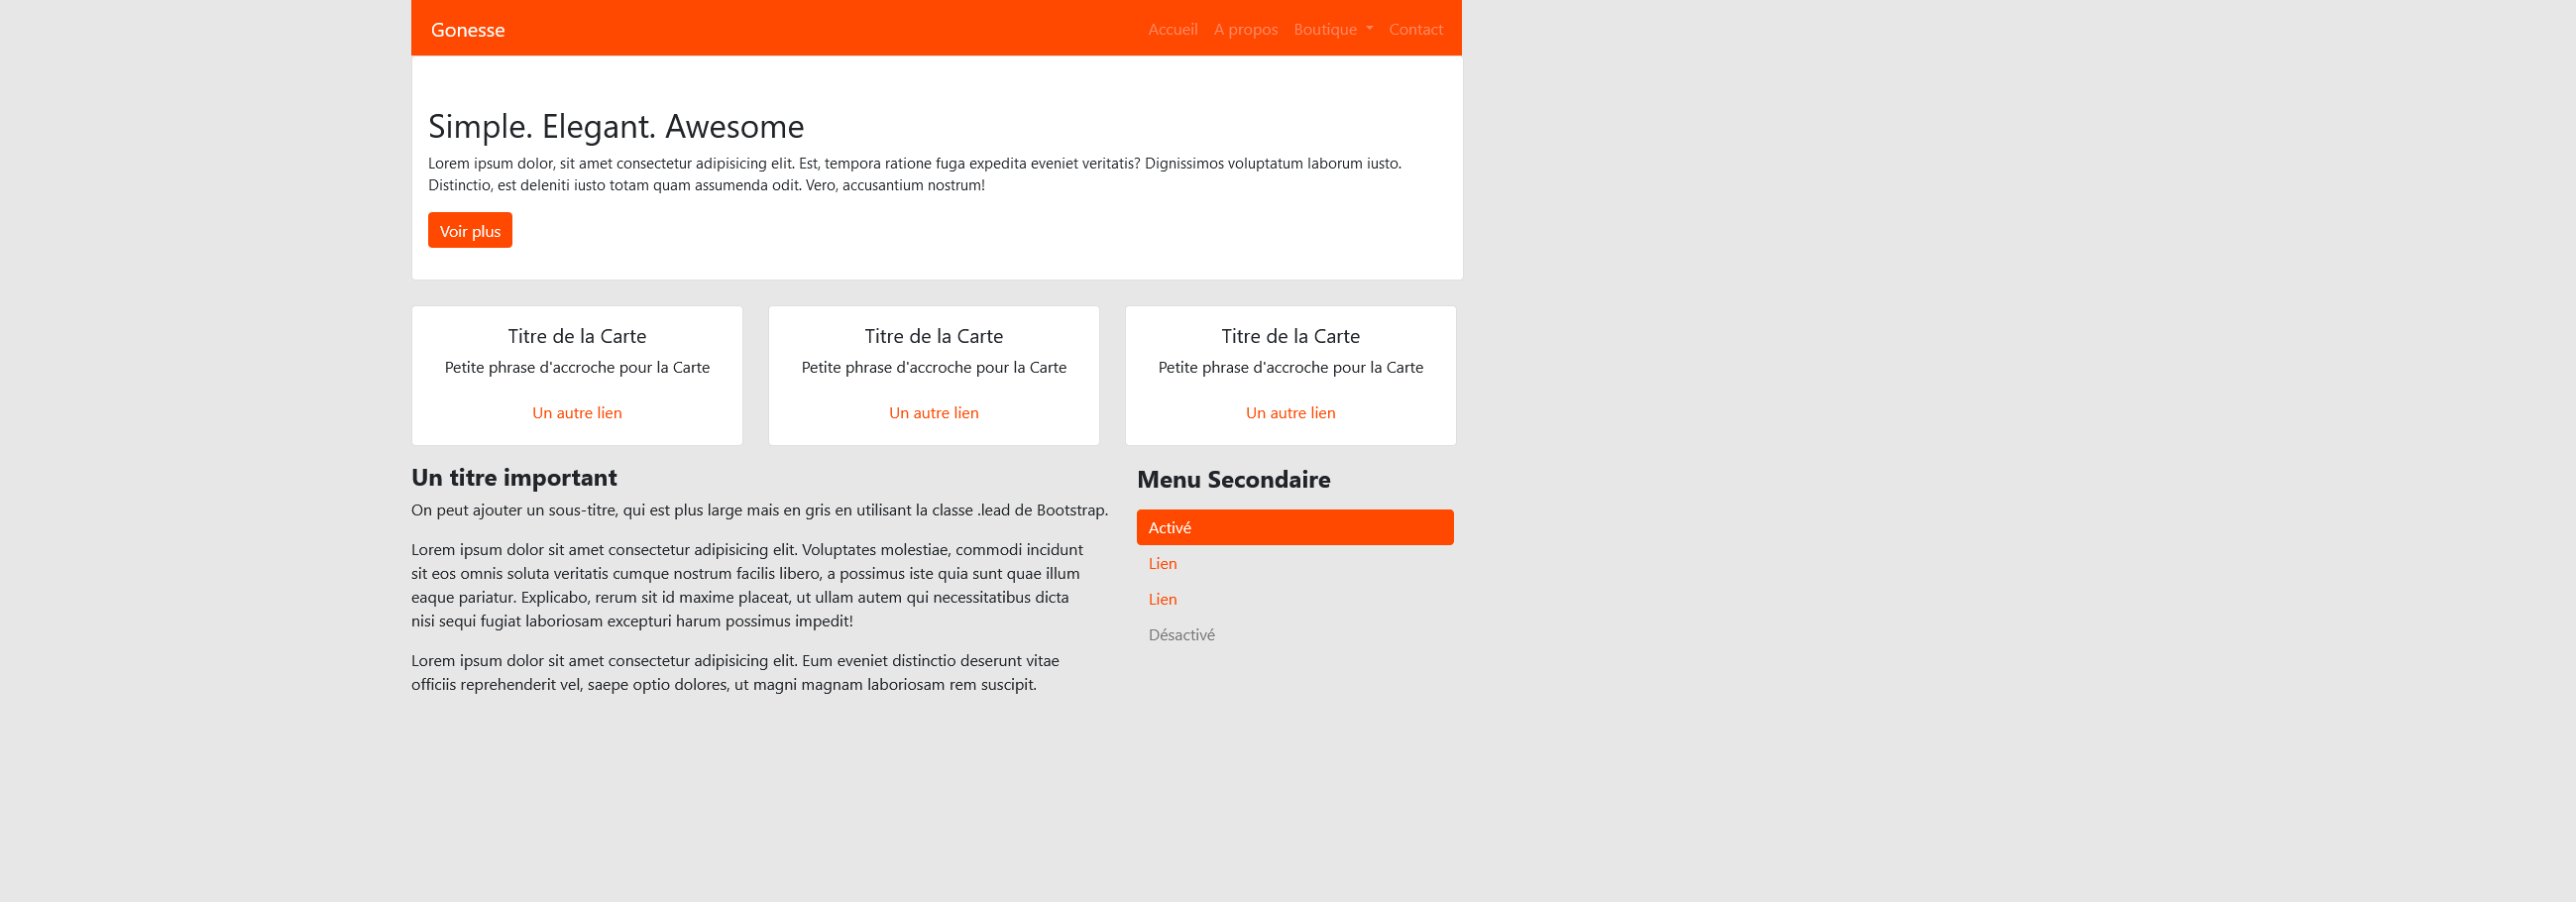 Gonesse
Accueil A propos Boutique Contact
Simple. Elegant. Awesome
Lorem ipsum dolor, sit amet consectetur adipisicing elit. Est, tempora ratione fuga expedita eveniet veritatis? Dignissimos voluptatum laborum iusto.
Distinctio, est deleniti iusto totam quam assumenda odit. Vero, accusantium nostrum!
Voir plus
Titre de la Carte
Petite phrase d'accroche pour la Carte
Un autre lien
Titre de la Carte
Petite phrase d'accroche pour la Carte
Un autre lien
Titre de la Carte
Petite phrase d'accroche pour la Carte
Un autre lien
Un titre important
On peut ajouter un sous-titre, qui est plus large mais en gris en utilisant la classe .lead de Bootstrap.
Lorem ipsum dolor sit amet consectetur adipisicing elit. Voluptates molestiae, commodi incidunt
sit eos omnis soluta veritatis cumque nostrum facilis libero, a possimus iste quia sunt quae illum
eaque pariatur. Explicabo, rerum sit id maxime placeat, ut ullam autem qui necessitatibus dicta
nisi sequi fugiat laboriosam excepturi harum possimus impedit!
Lorem ipsum dolor sit amet consectetur adipisicing elit. Eum eveniet distinctio deserunt vitae
officiis reprehenderit vel, saepe optio dolores, ut magni magnam laboriosam rem suscipit.
Menu Secondaire
Activé
Lien
Lien
Désactivé